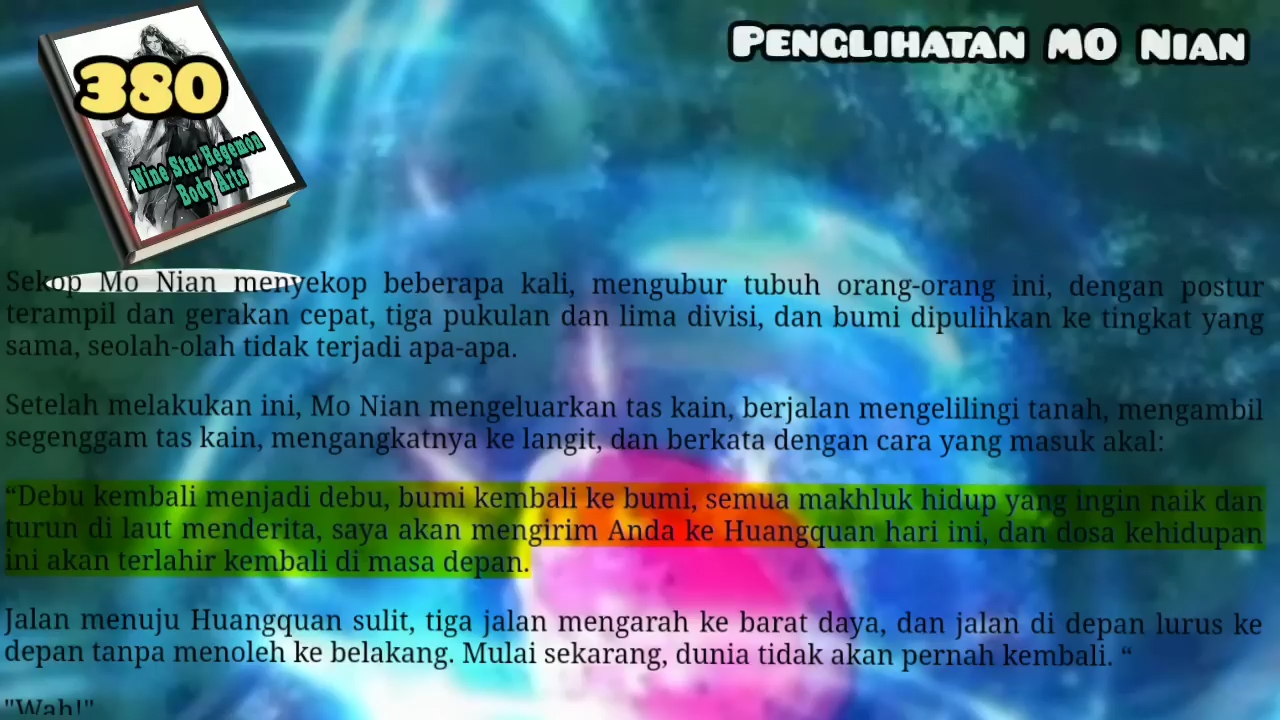 PENGLIHATAN MO NIAN
380
Nine Star Hegemon
Body Arts
Sekop Mo Nian menyekop beberapa kali, mengubur tubuh orang-orang ini, dengan postur
terampil dan gerakan cepat, tiga pukulan dan lima divisi, dan bumi dipulihkan ke tingkat yang
sama, seolah-olah tidak terjadi apa-apa.
Setelah melakukan ini, Mo Nian mengeluarkan tas kain, berjalan mengelilingi tanah, mengambil
segenggam tas kain, mengangkatnya ke langit, dan berkata dengan cara yang masuk akal:
“Debu kembali menjadi debu, bumi kembali ke bumi, semua makhluk hidup yang ingin naik dan
turun di laut menderita, saya akan mengirim Anda ke Huangquan hari ini, dan dosa kehidupan
ini akan terlahir kembali di masa depan.
Jalan menuju Huangquan sulit, tiga jalan mengarah ke barat daya, dan jalan di depan lurus ke
depan tanpa menoleh ke belakang. Mulai sekarang, dunia tidak akan pernah kembali. “
"Wah!"